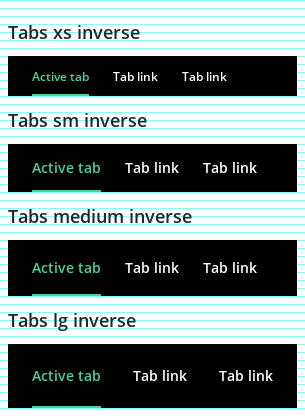 Tabs xs inverse
Active tab Tab link Tab link
Tabs sm inverse
Active tab Tab link Tab link
Tabs medium inverse
Active tab Tab link Tab link
Tabs lg inverse
Active tab Tab link Tab link